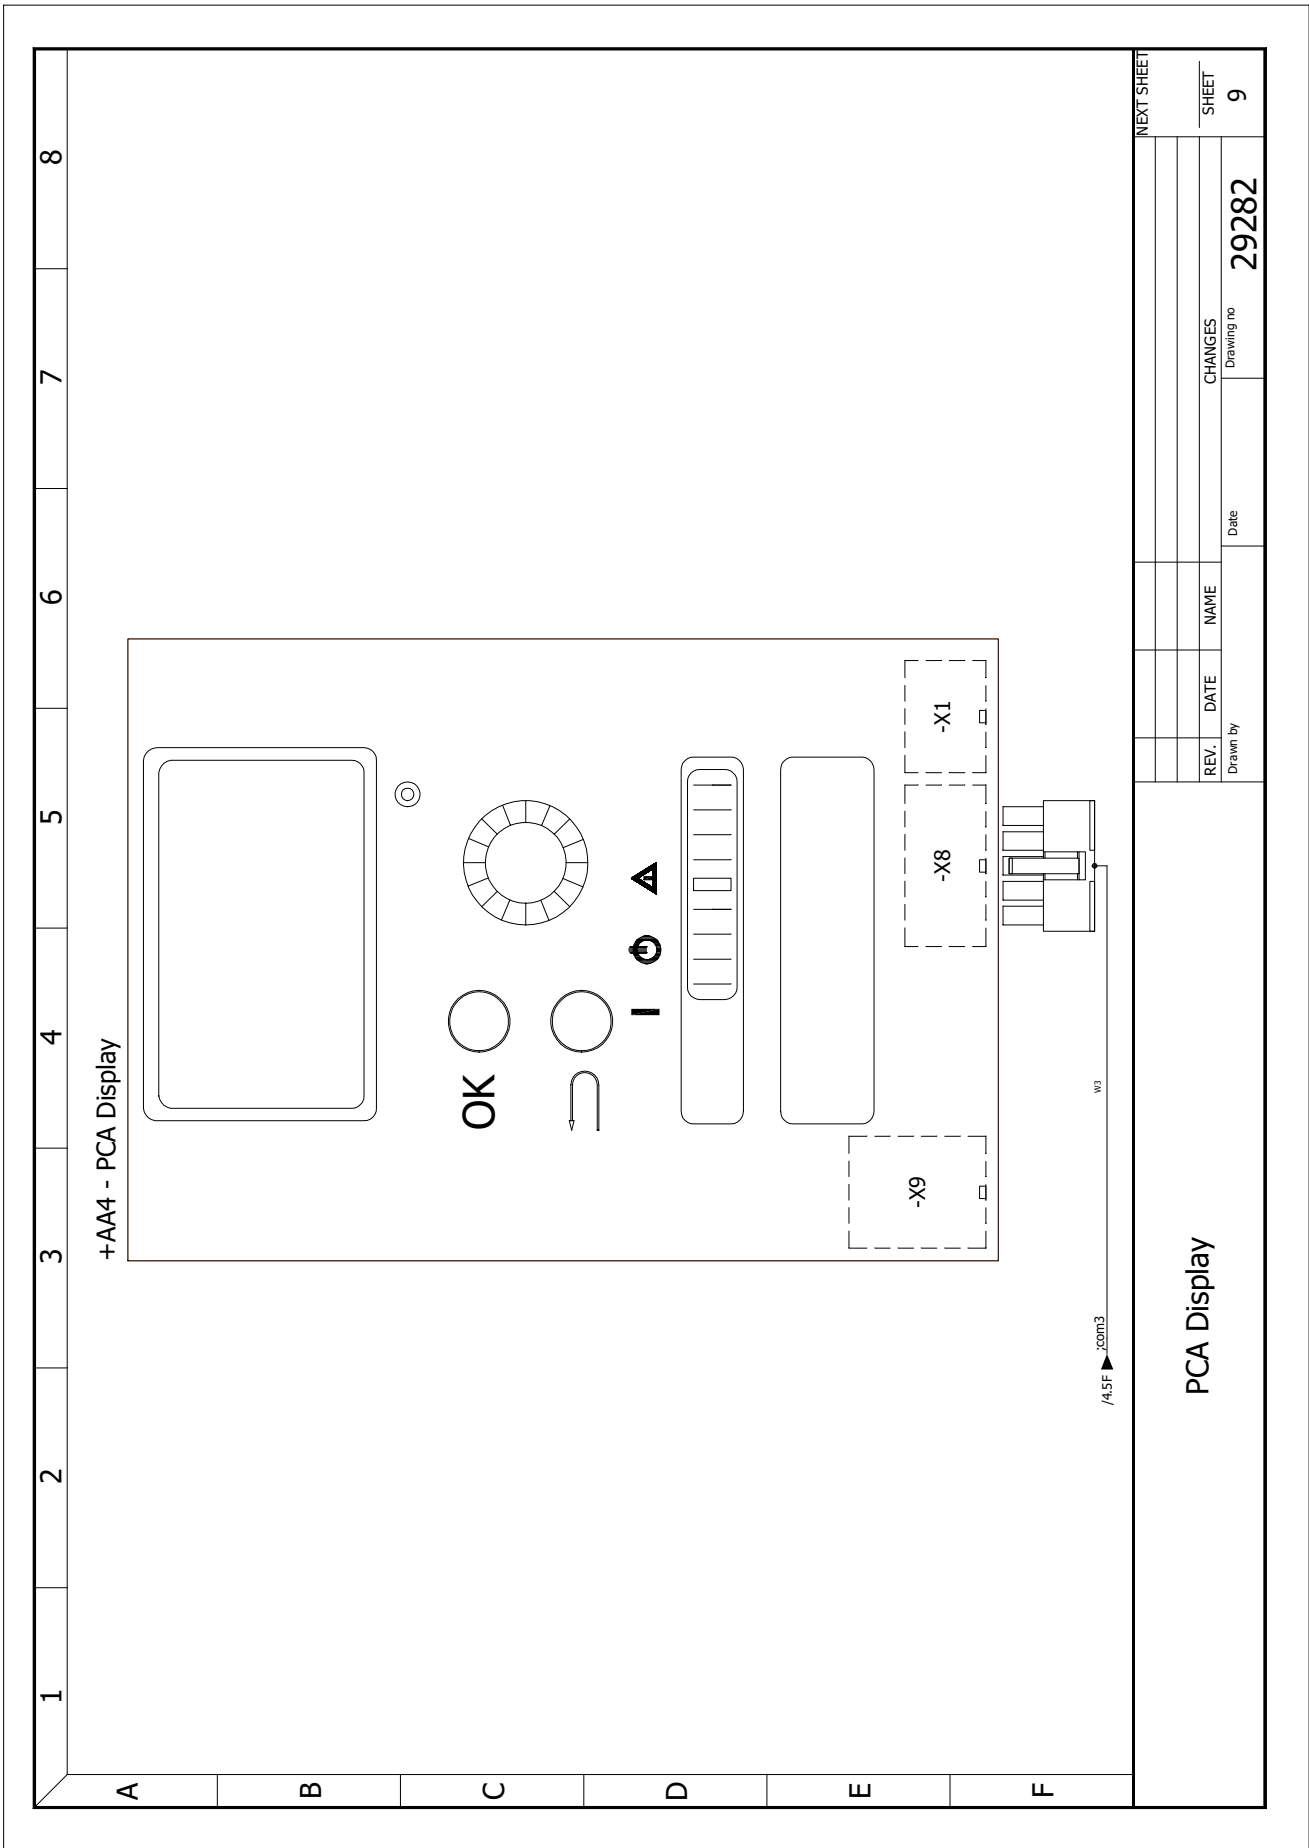 1 2 3 4 5 6 7 8
A
B
C
D
E
F
+AA4 - PCA Display
OK
-X9
-X8
-X1
W3
/4.5F
;com3
PCA Display
REV. DATE NAME CHANGES
Drawn by
Date
Drawing no
29282
NEXT SHEET
SHEET
9